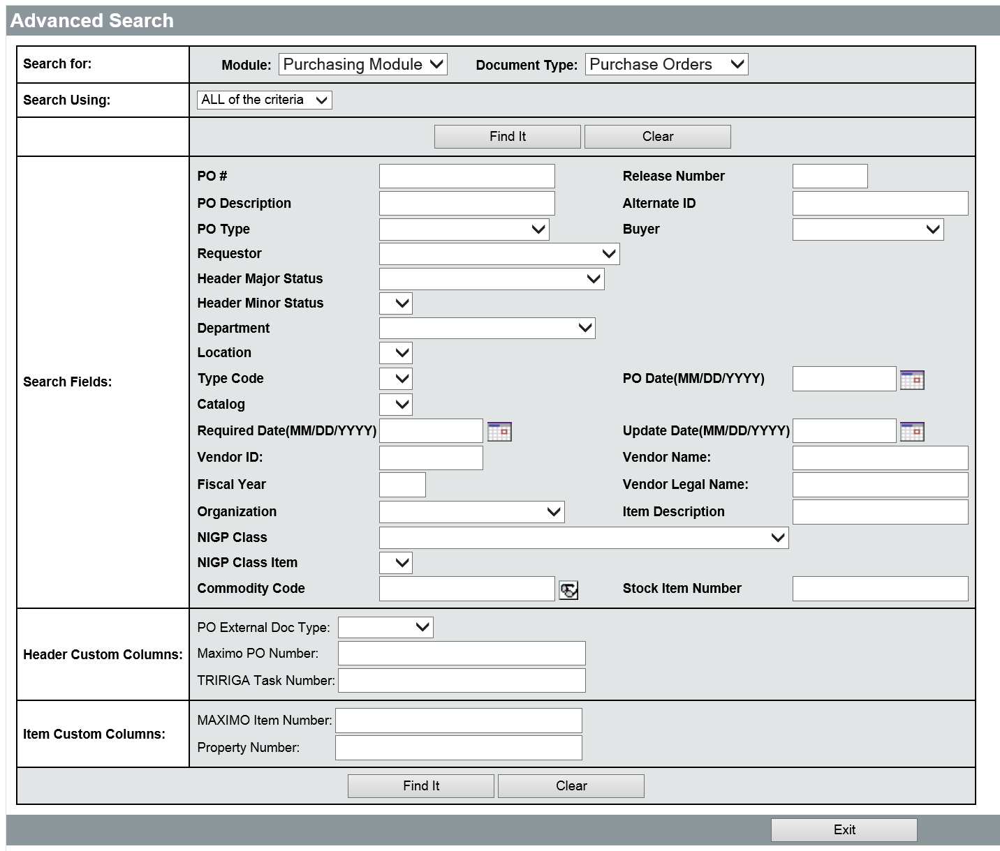 Advanced Search
Search for: Module: Purchasing Module Document Type: Purchase Orders
Search Using: ALL of the criteria
Find It Clear
Search Fields:
PO # Release Number
PO Description Alternate ID
PO Type Buyer
Requestor
Header Major Status
Header Minor Status
Department
Location
Type Code PO Date(MM/DD/YYYY)
Catalog
Required Date(MM/DD/YYYY) Update Date(MM/DD/YYYY)
Vendor ID: Vendor Name:
Fiscal Year Vendor Legal Name:
Organization Item Description
NIGP Class
NIGP Class Item
Commodity Code Stock Item Number
Header Custom Columns:
PO External Doc Type:
Maximo PO Number:
TRIRIGA Task Number:
Item Custom Columns:
MAXIMO Item Number:
Property Number:
Find It Clear
Exit